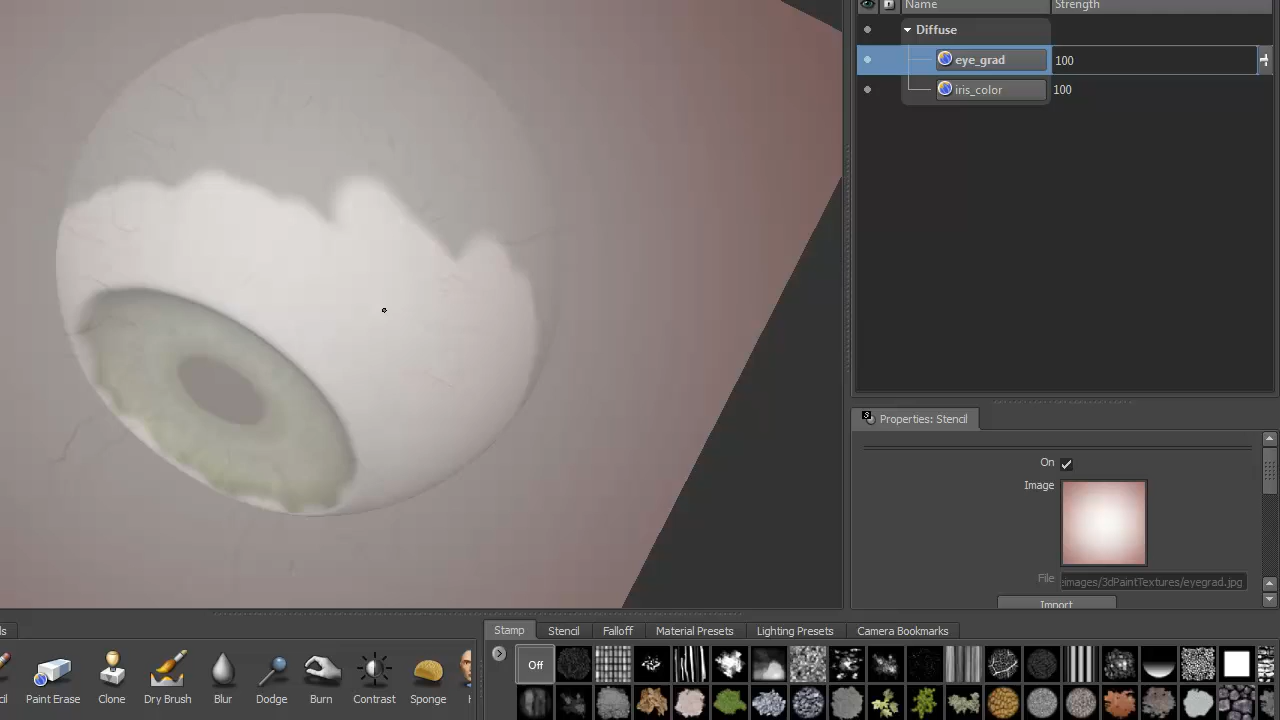 Name Strength
Diffuse
eye_grad 100
iris_color 100
Properties: Stencil
On
Image
File images/3dPaintTextures/eyegrad.jpg
Import
Stamp Stencil Falloff Material Presets Lighting Presets Camera Bookmarks
Off
Paint Erase Clone Dry Brush Blur Dodge Burn Contrast Sponge